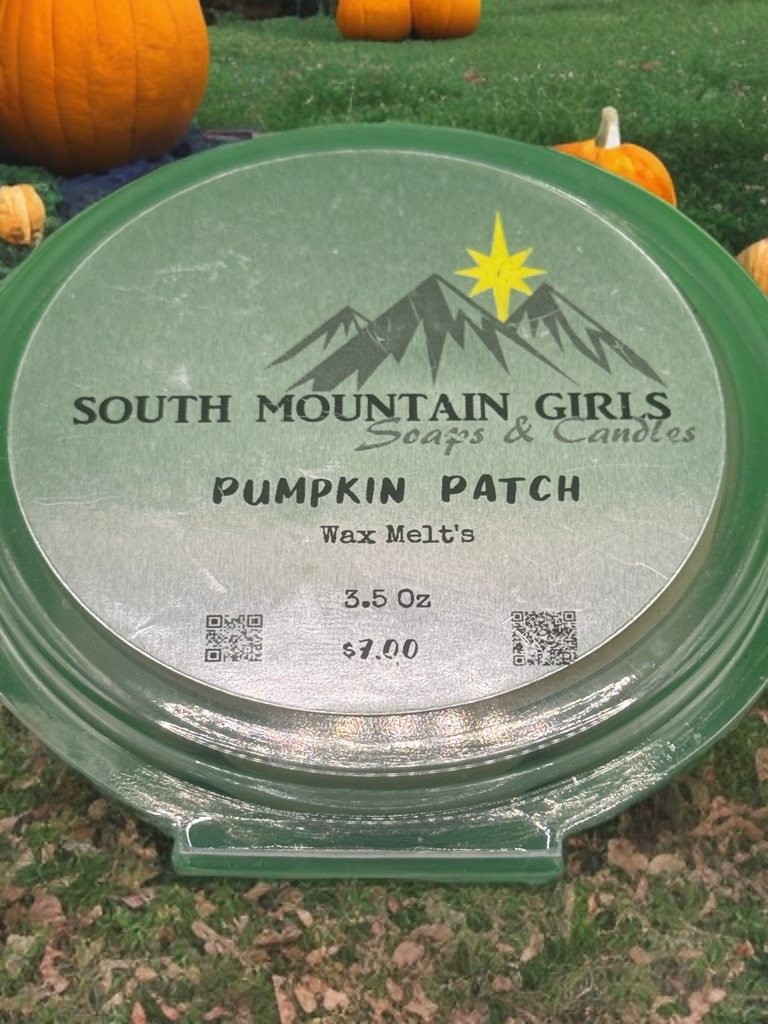 SOUTH MOUNTAIN GIRLS
Soaps & Candles
PUMPKIN PATCH
Wax Melt's
3.5 Oz
$7.00